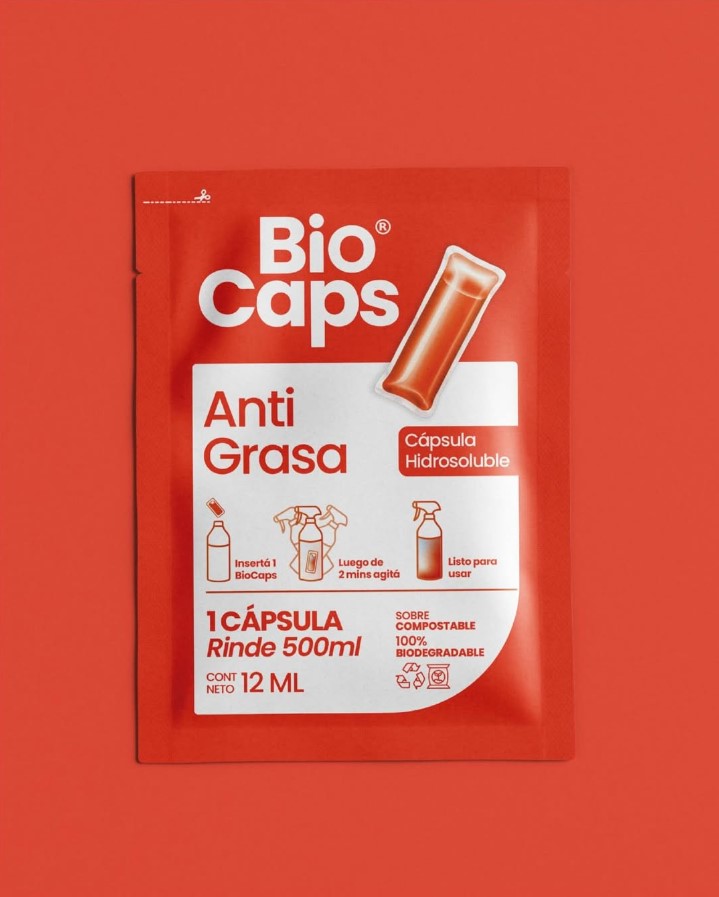 Bio®
Caps
Anti
Grasa
Cápsula
Hidrosoluble
Insertá 1
BioCaps
Luego de
2 mins agitá
Listo para
usar
1 CÁPSULA
Rinde 500ml
CONT
NETO 12 ML
SOBRE
COMPOSTABLE
100%
BIODEGRADABLE